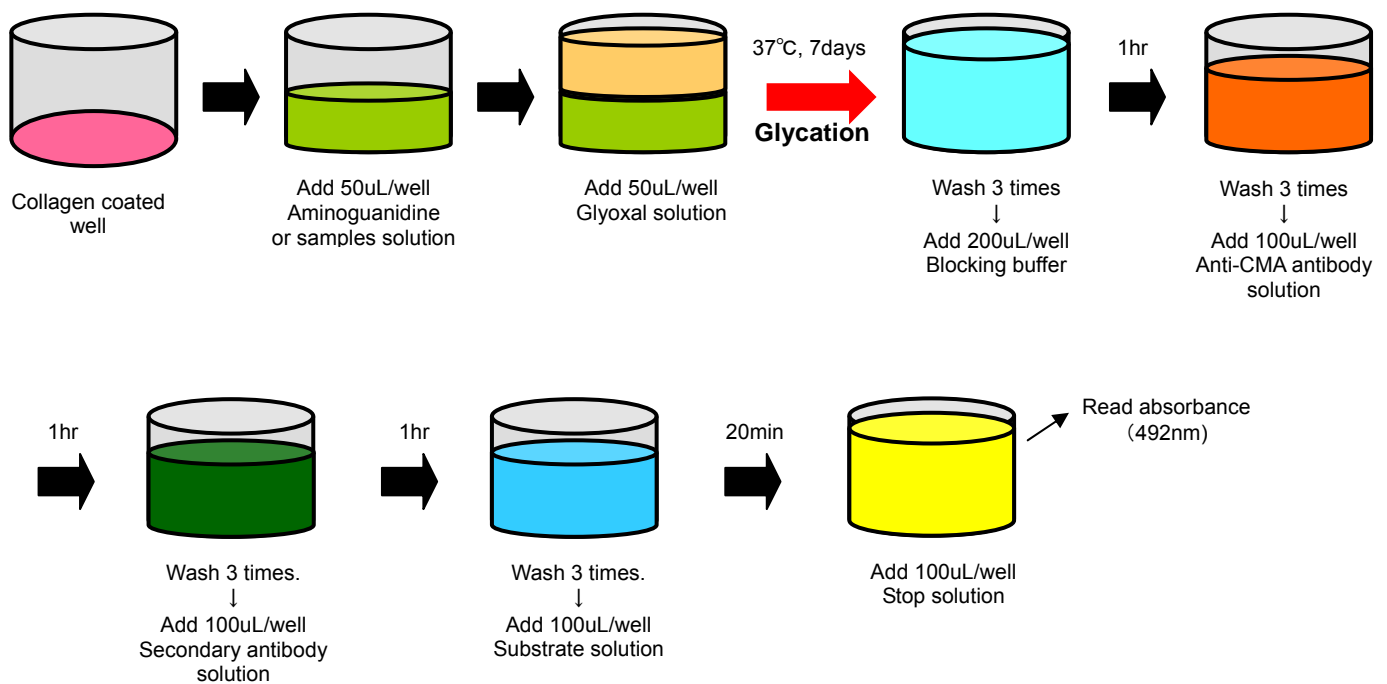 Collagen coated
well
Add 50uL/well
Aminoguanidine
or samples solution
Add 50uL/well
Glyoxal solution
37℃, 7days
Glycation
Wash 3 times
↓
Add 200uL/well
Blocking buffer
1hr
Wash 3 times
↓
Add 100uL/well
Anti-CMA antibody
solution
1hr
Wash 3 times.
↓
Add 100uL/well
Secondary antibody
solution
1hr
Wash 3 times.
↓
Add 100uL/well
Substrate solution
20min
Add 100uL/well
Stop solution
Read absorbance
(492nm)